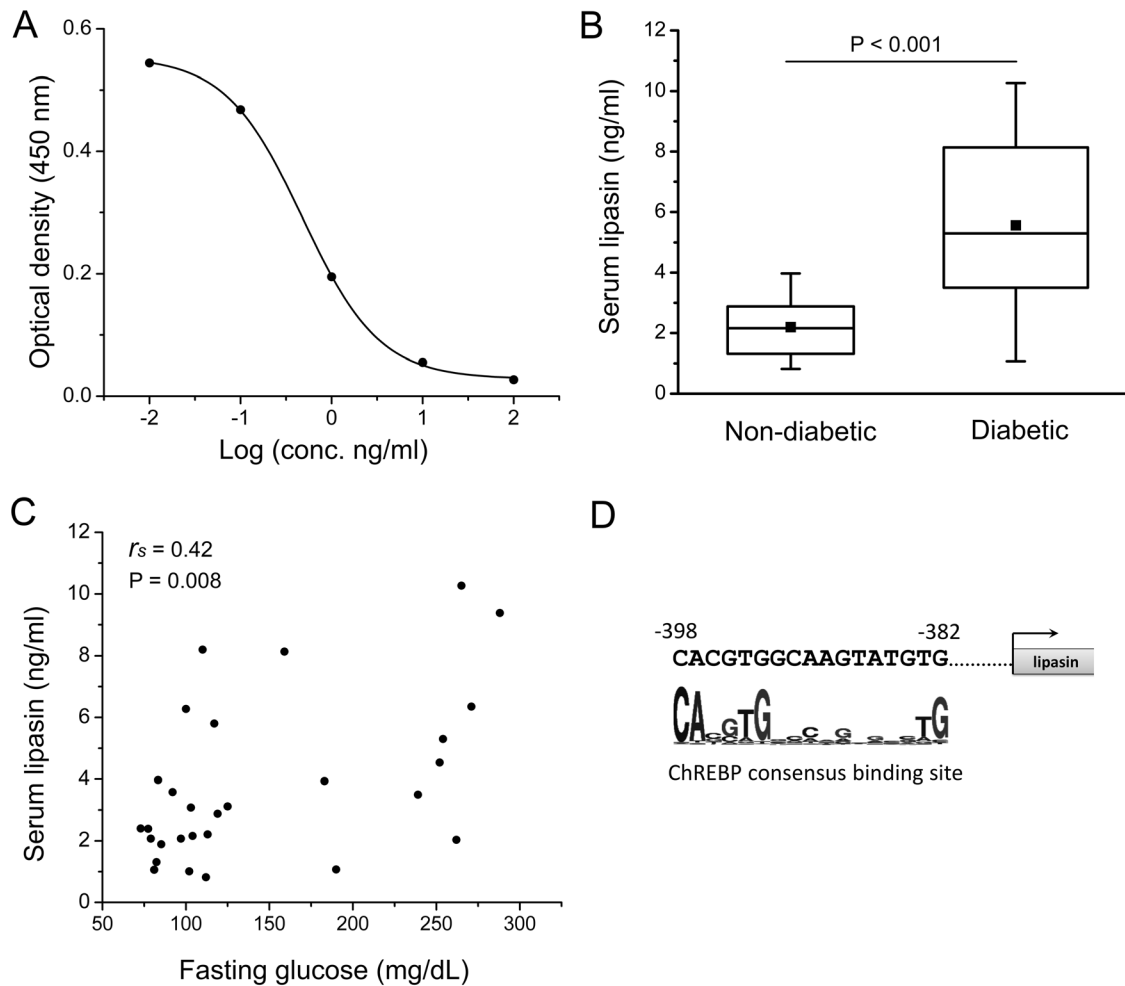 A
Optical density (450 nm)
0.6
0.4
0.2
0.0
-2 -1 0 1 2
Log (conc. ng/ml)
B
P < 0.001
Serum lipasin (ng/ml)
12
10
8
6
4
2
0
Non-diabetic Diabetic
C
rs = 0.42
P = 0.008
Serum lipasin (ng/ml)
12
10
8
6
4
2
0
50 100 150 200 250 300
Fasting glucose (mg/dL)
D
-398 -382
CACGTGGCAAGTATGTG
lipasin
ChREBP consensus binding site